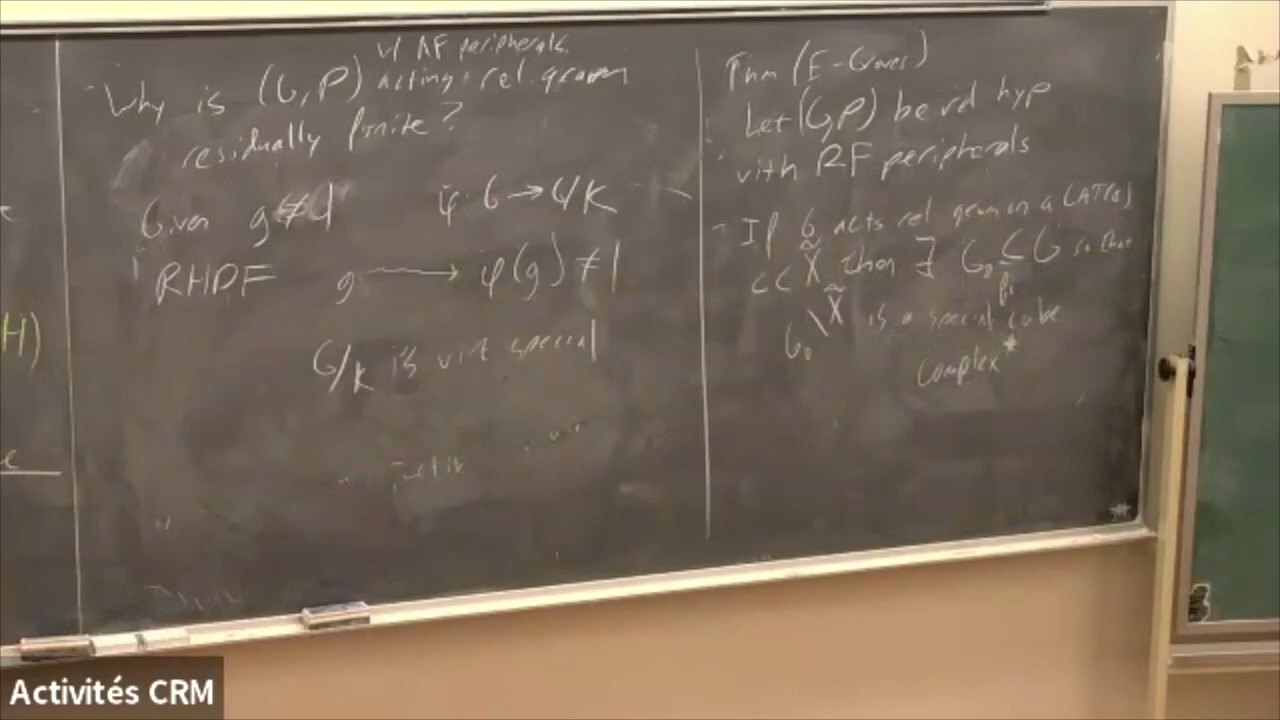 w/ RF peripherals
Why is (G, P) acting rel. geom
residually finite?
Given g ≠ 1 φ: G → G/K
RHDF g → φ(g) ≠ 1
G/K is virt special
H)
Thm (E-Groves)
Let (G,P) be rel hyp
with RF peripherals
If G acts rel. geom on a CAT(0)
CC X̃ then ∃ G₀ ≤ G so that
f.i.
G₀\X̃ is a special cube
complex*
*
Activités CRM